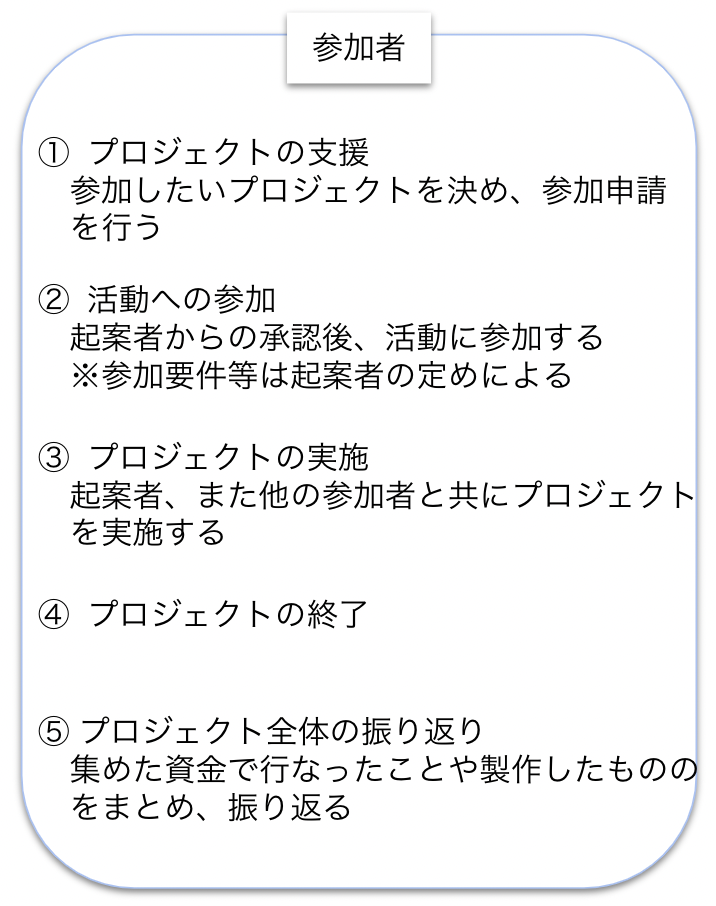 参加者
① プロジェクトの支援
参加したいプロジェクトを決め、参加申請
を行う
② 活動への参加
起案者からの承認後、活動に参加する
※参加要件等は起案者の定めによる
③ プロジェクトの実施
起案者、また他の参加者と共にプロジェクト
を実施する
④ プロジェクトの終了
⑤ プロジェクト全体の振り返り
集めた資金で行なったことや製作したものの
をまとめ、振り返る